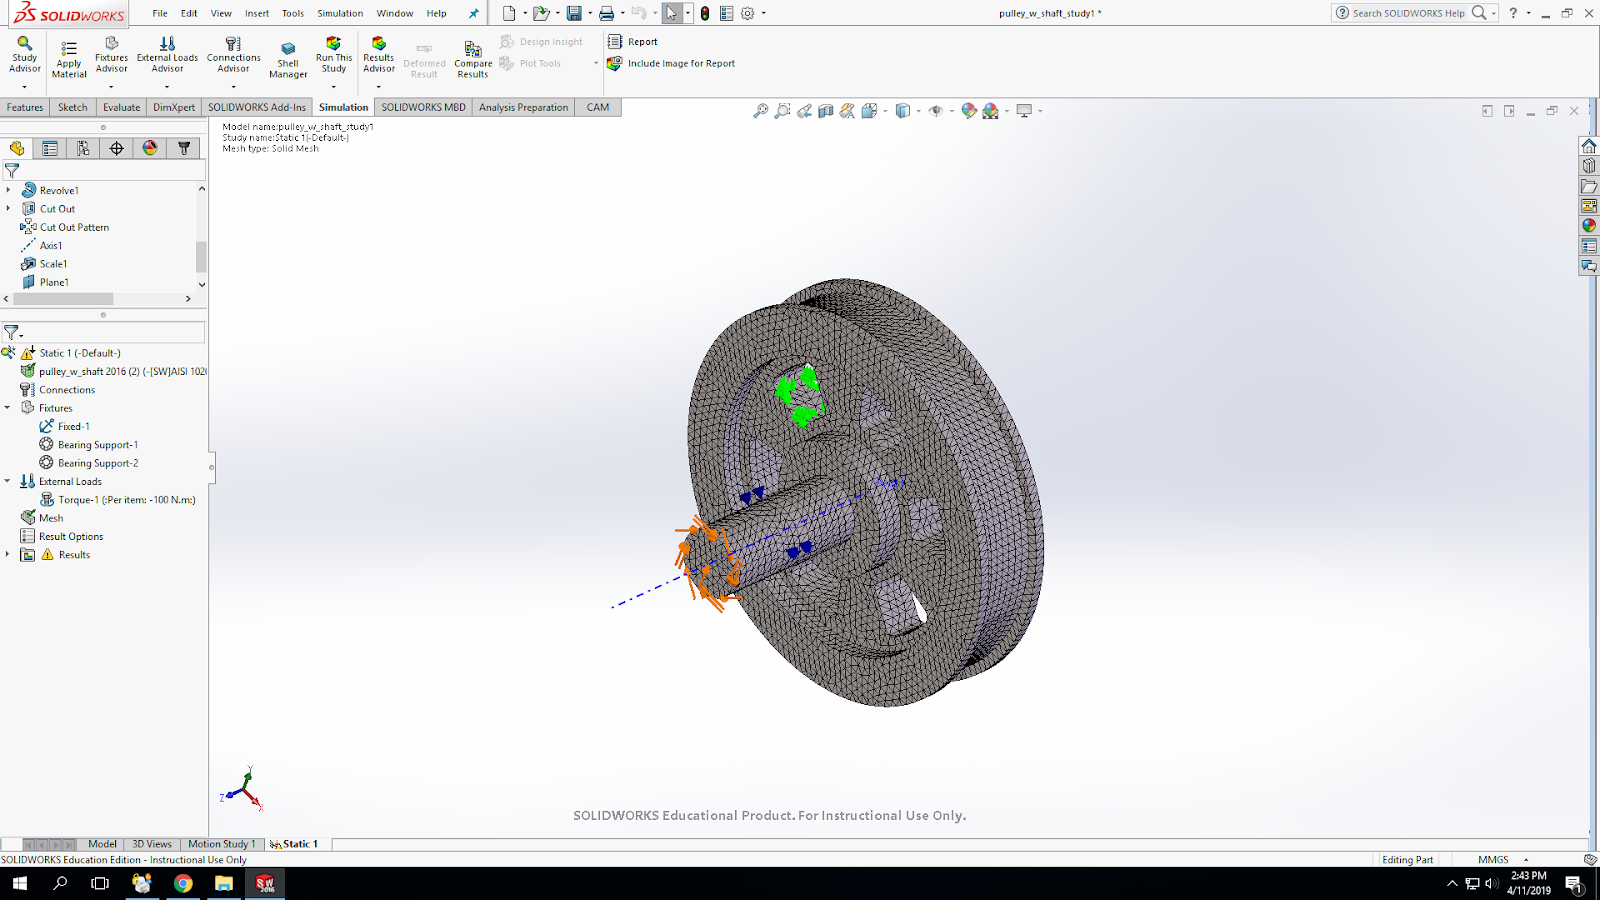 SOLIDWORKS
File Edit View Insert Tools Simulation Window Help
pulley_w_shaft_study1 *
Search SOLIDWORKS Help
Study Advisor
Apply Material
Fixtures Advisor
External Loads Advisor
Connections Advisor
Shell Manager
Run This Study
Results Advisor
Deformed Result
Compare Results
Design Insight
Plot Tools
Report
Include Image for Report
Features Sketch Evaluate DimXpert SOLIDWORKS Add-Ins Simulation SOLIDWORKS MBD Analysis Preparation CAM
Model name:pulley_w_shaft_study1
Study name:Static 1(-Default-)
Mesh type: Solid Mesh
Revolve1
Cut Out
Cut Out Pattern
Axis1
Scale1
Plane1
Static 1 (-Default-)
pulley_w_shaft 2016 (2) (-[SW]AISI 102
Connections
Fixtures
Fixed-1
Bearing Support-1
Bearing Support-2
External Loads
Torque-1 (:Per item: -100 N.m:)
Mesh
Result Options
Results
Y
Z
X
SOLIDWORKS Educational Product. For Instructional Use Only.
Model 3D Views Motion Study 1 Static 1
SOLIDWORKS Education Edition - Instructional Use Only
Editing Part
MMGS
SW
2016
2:43 PM
4/11/2019
1